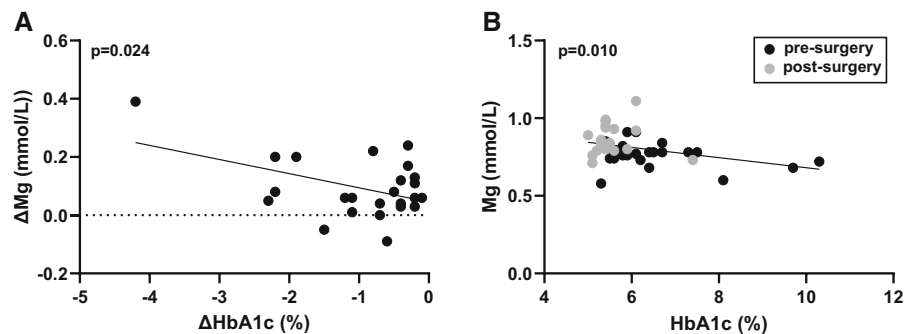 A
B
p=0.024
p=0.010
pre-surgery
post-surgery
ΔMg (mmol/L))
0.6
0.4
0.2
0.0
-0.2
-5
-4
-3
-2
-1
0
ΔHbA1c (%)
Mg (mmol/L)
1.5
1.0
0.5
0.0
4
6
8
10
12
HbA1c (%)